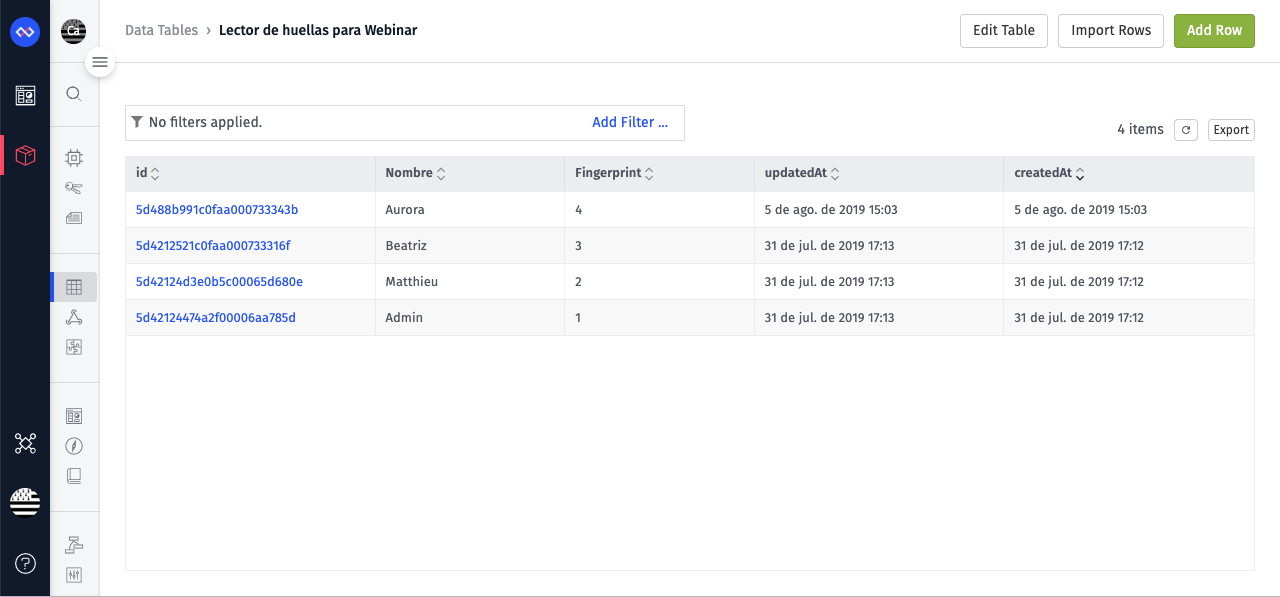 Ca
Data Tables › Lector de huellas para Webinar
Edit Table
Import Rows
Add Row
No filters applied.
Add Filter ...
4 items
Export
id Nombre Fingerprint updatedAt createdAt
5d488b991c0faa000733343b Aurora 4 5 de ago. de 2019 15:03 5 de ago. de 2019 15:03
5d4212521c0faa000733316f Beatriz 3 31 de jul. de 2019 17:13 31 de jul. de 2019 17:12
5d42124d3e0b5c00065d680e Matthieu 2 31 de jul. de 2019 17:13 31 de jul. de 2019 17:12
5d42124474a2f00006aa785d Admin 1 31 de jul. de 2019 17:13 31 de jul. de 2019 17:12
?